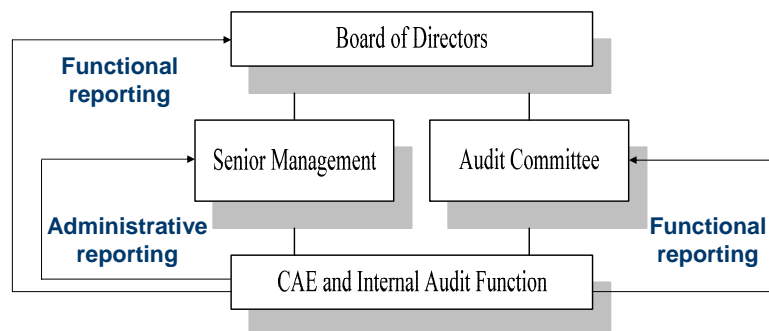 Board of Directors
Functional
reporting
Senior Management
Audit Committee
Administrative
reporting
Functional
reporting
CAE and Internal Audit Function